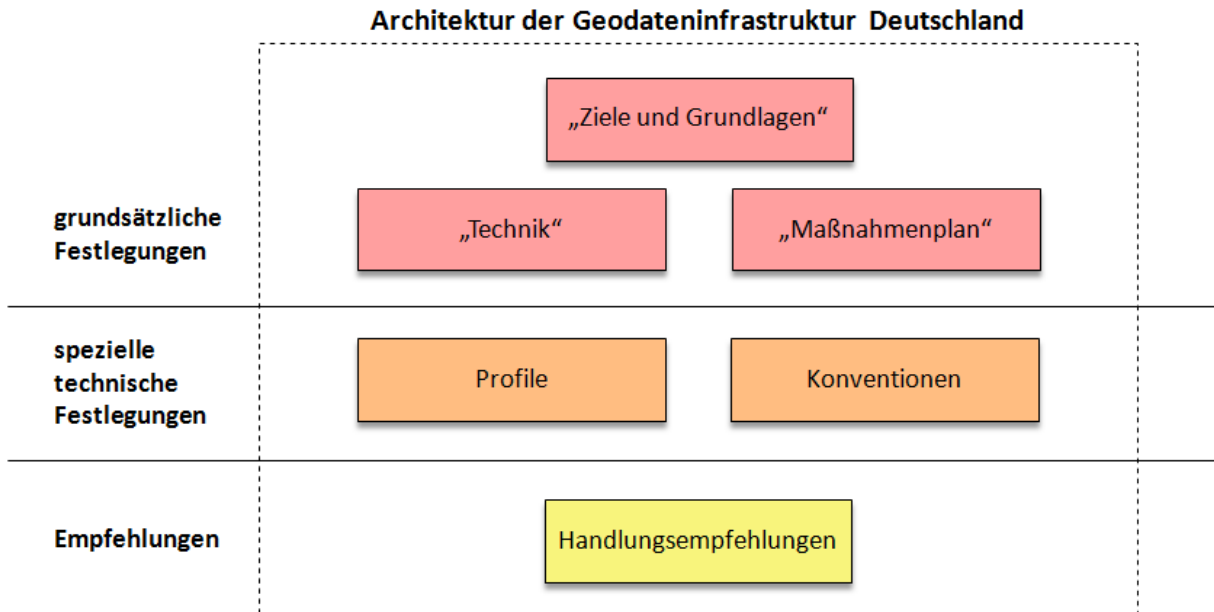 Architektur der Geodateninfrastruktur Deutschland
„Ziele und Grundlagen“
grundsätzliche
Festlegungen
„Technik“
„Maßnahmenplan“
spezielle
technische
Festlegungen
Profile
Konventionen
Empfehlungen
Handlungsempfehlungen